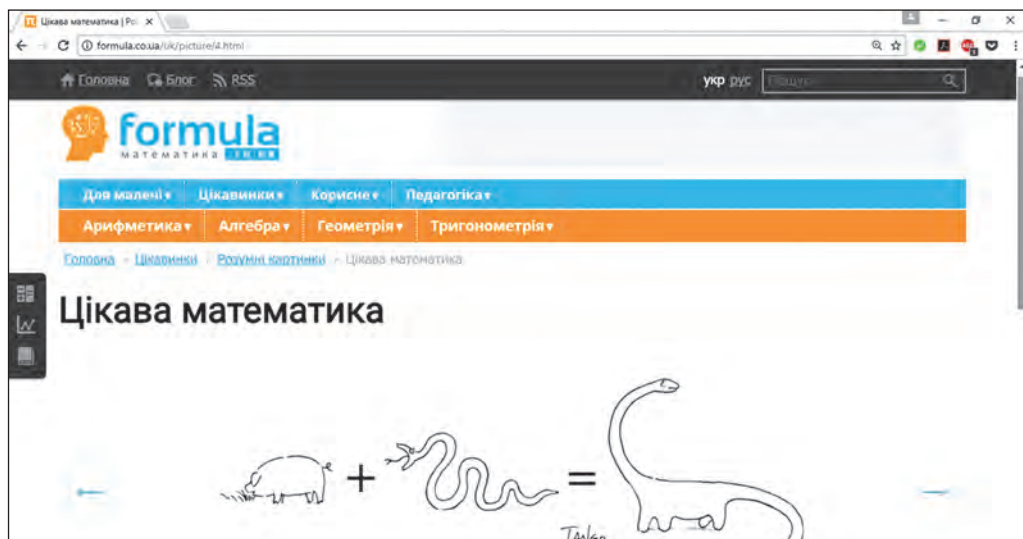 Цікава математика | Ро
formula.co.ua/uk/picture/4.html
Головна Блог RSS укр рус Пошук
formula
математика
Для малечі Цікавинки Корисне Педагогіка
Арифметика Алгебра Геометрія Тригонометрія
Головна Цікавинки Розумні картинки Цікава математика
Цікава математика
+ =